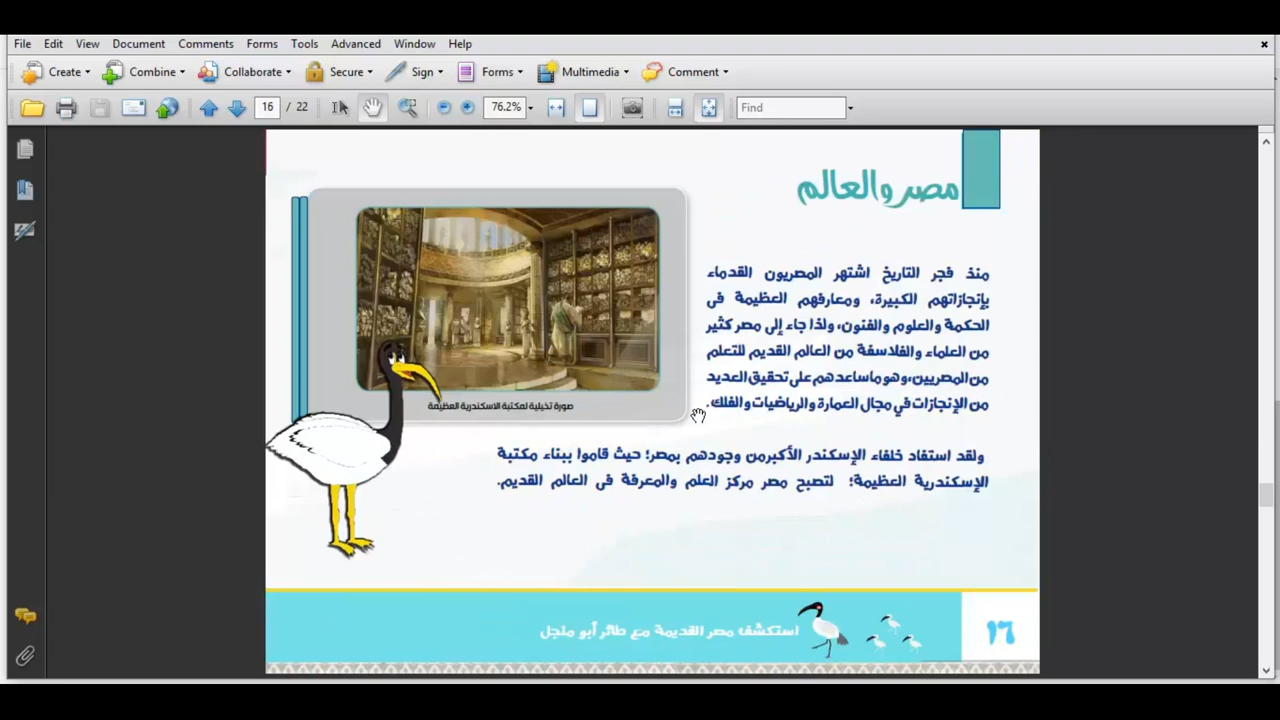 File Edit View Document Comments Forms Tools Advanced Window Help
Create Combine Collaborate Secure Sign Forms Multimedia Comment
16 / 22 76.2% Find
مصر والعالم
منذ فجر التاريخ اشتهر المصريون القدماء
بإنجازاتهم الكبيرة، ومعارفهم العظيمة فى
الحكمة والعلوم والفنون، ولذا جاء إلى مصر كثير
من العلماء والفلاسفة من العالم القديم للتعلم
من المصريين، وهو ما ساعدهم على تحقيق العديد
من الإنجازات في مجال العمارة والرياضيات والفلك.
صورة تخيلية لمكتبة الاسكندرية العظيمة
ولقد استفاد خلفاء الإسكندر الأكبر من وجودهم بمصر؛ حيث قاموا ببناء مكتبة
الإسكندرية العظيمة؛ لتصبح مصر مركز العلم والمعرفة فى العالم القديم.
استكشف مصر القديمة مع طائر أبو منجل
١٦